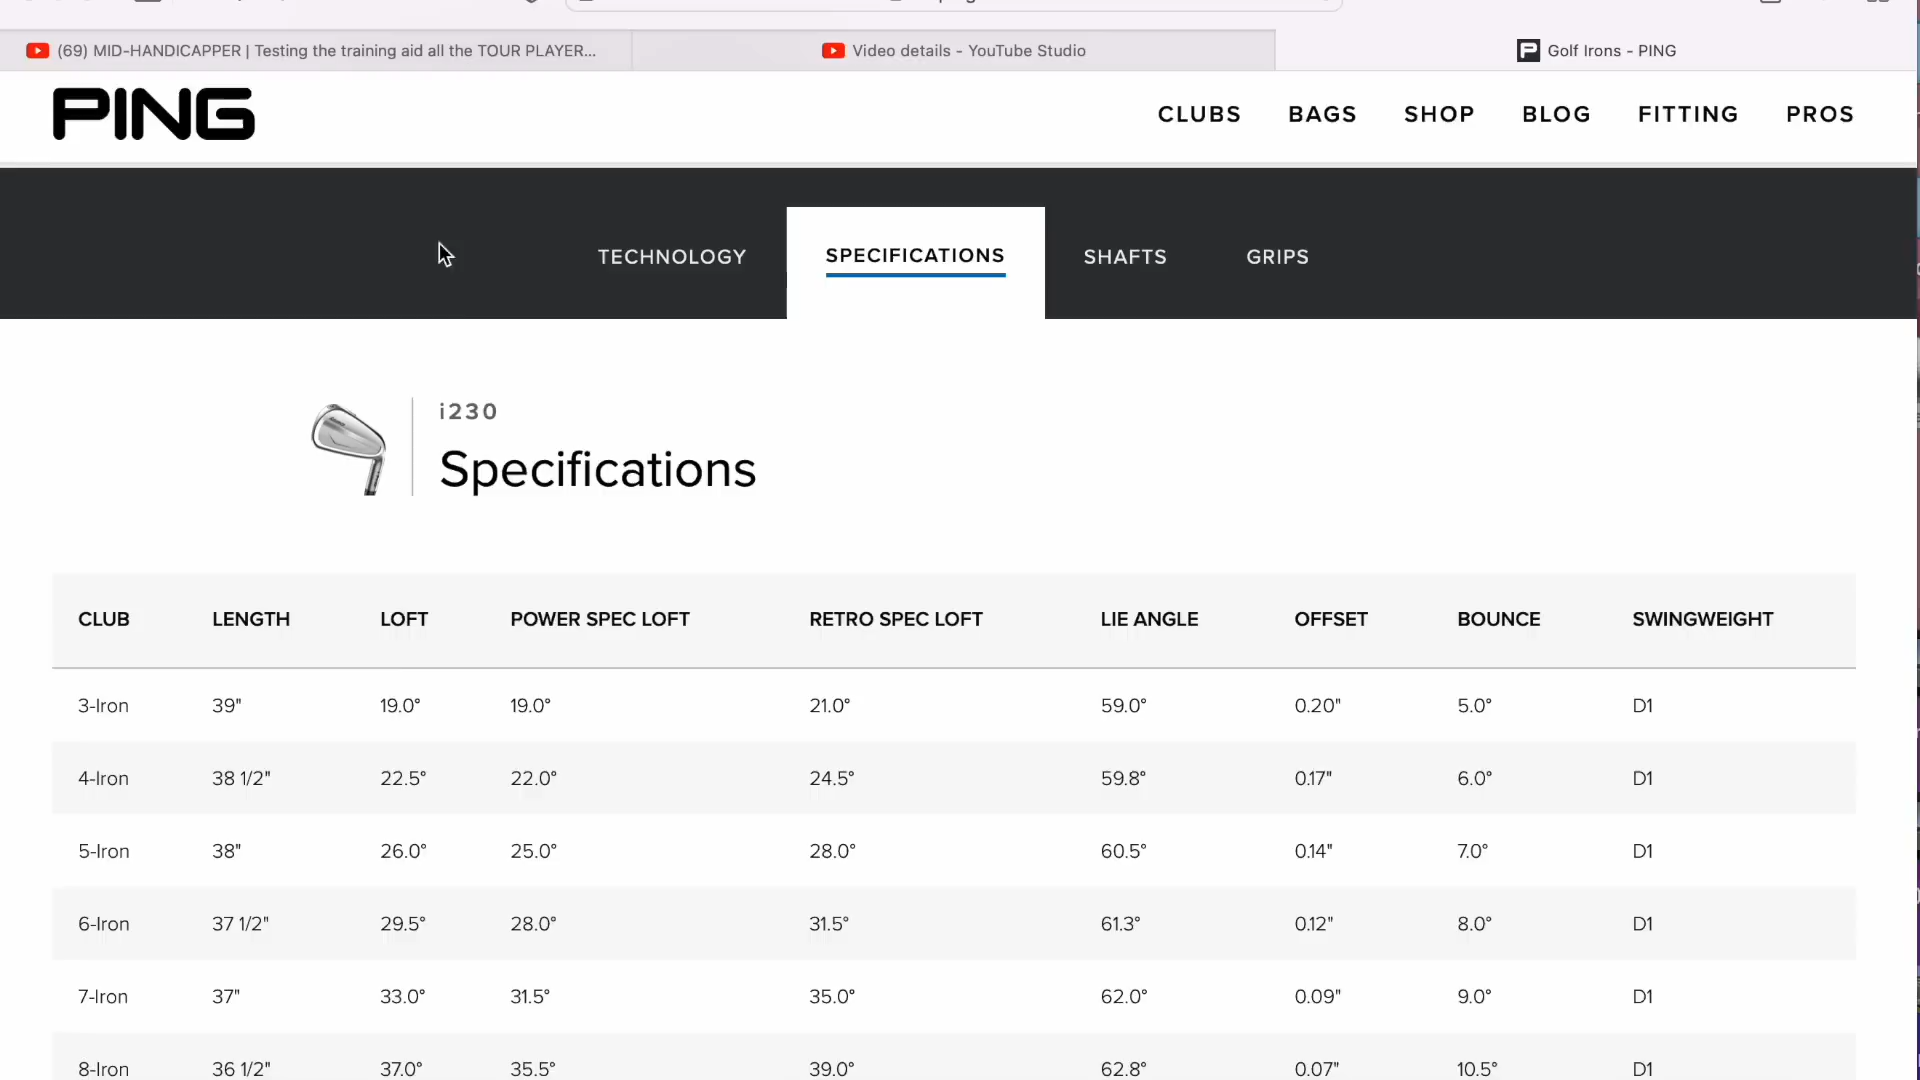 (69) MID-HANDICAPPER | Testing the training aid all the TOUR PLAYER...
Video details - YouTube Studio
Golf Irons - PING
PING
CLUBS BAGS SHOP BLOG FITTING PROS
TECHNOLOGY SPECIFICATIONS SHAFTS GRIPS
i230
Specifications
CLUB LENGTH LOFT POWER SPEC LOFT RETRO SPEC LOFT LIE ANGLE OFFSET BOUNCE SWINGWEIGHT
3-Iron 39" 19.0° 19.0° 21.0° 59.0° 0.20" 5.0° D1
4-Iron 38 1/2" 22.5° 22.0° 24.5° 59.8° 0.17" 6.0° D1
5-Iron 38" 26.0° 25.0° 28.0° 60.5° 0.14" 7.0° D1
6-Iron 37 1/2" 29.5° 28.0° 31.5° 61.3° 0.12" 8.0° D1
7-Iron 37" 33.0° 31.5° 35.0° 62.0° 0.09" 9.0° D1
8-Iron 36 1/2" 37.0° 35.5° 39.0° 62.8° 0.07" 10.5° D1